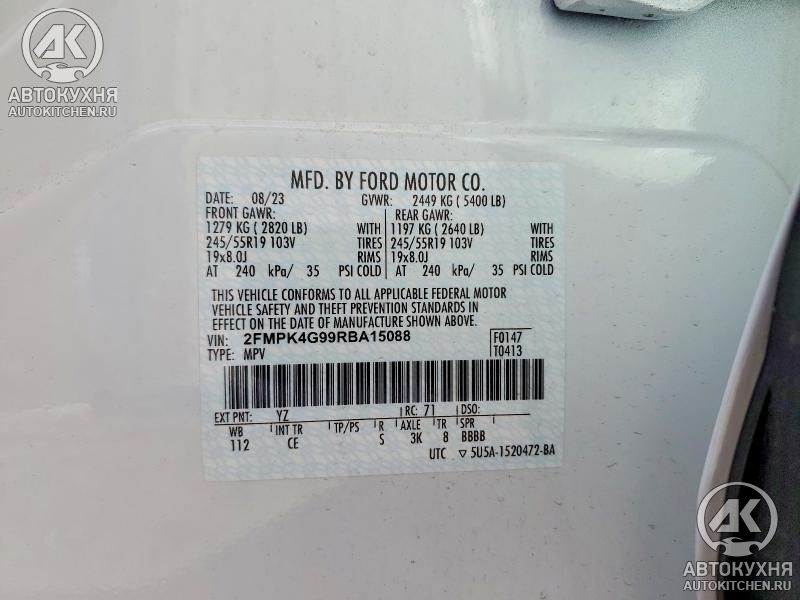 АК
АВТОКУХНЯ
AUTOKITCHEN.RU
MFD. BY FORD MOTOR CO.
DATE: 08/23 GVWR: 2449 KG ( 5400 LB)
FRONT GAWR: REAR GAWR:
1279 KG ( 2820 LB) WITH 1197 KG ( 2640 LB) WITH
245/55R19 103V TIRES 245/55R19 103V TIRES
19x8.0J RIMS 19x8.0J RIMS
AT 240 kPa/ 35 PSI COLD AT 240 kPa/ 35 PSI COLD
THIS VEHICLE CONFORMS TO ALL APPLICABLE FEDERAL MOTOR
VEHICLE SAFETY AND THEFT PREVENTION STANDARDS IN
EFFECT ON THE DATE OF MANUFACTURE SHOWN ABOVE.
VIN: 2FMPK4G99RBA15088 F0147
TYPE: MPV T0413
EXT PNT: YZ RC: 71 DSO:
WB INT TR TP/PS R AXLE TR SPR
112 CE S 3K 8 BBBB
UTC ▽ 5U5A-1520472-BA
АК
АВТОКУХНЯ
AUTOKITCHEN.RU